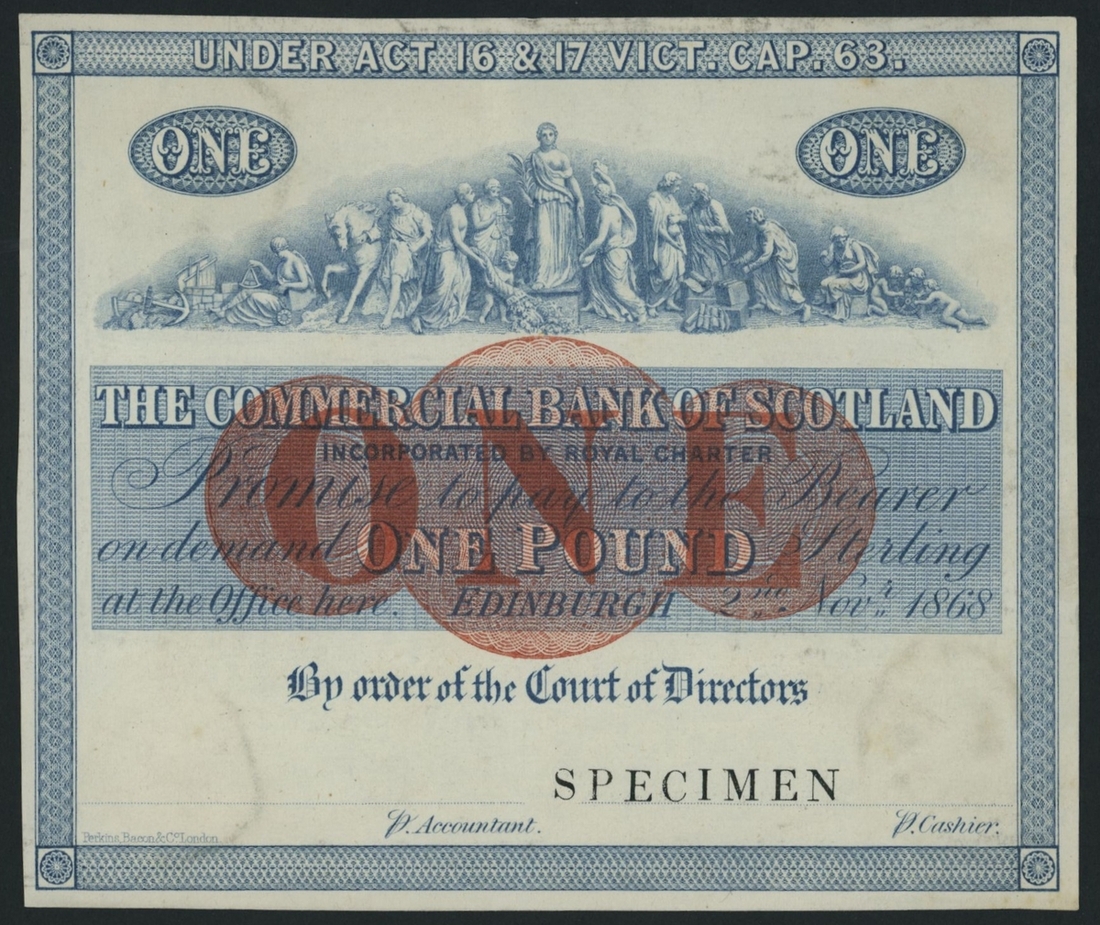 UNDER ACT 16 & 17 VICT. CAP. 63.
ONE ONE
THE COMMERCIAL BANK OF SCOTLAND
INCORPORATED BY ROYAL CHARTER
Promise to pay to the Bearer
on demand ONE POUND Sterling
at the Office here. EDINBURGH 2nd. Novr. 1868
ONE
By order of the Court of Directors
SPECIMEN
P. Accountant. P. Cashier.
Perkins, Bacon & Co. London.